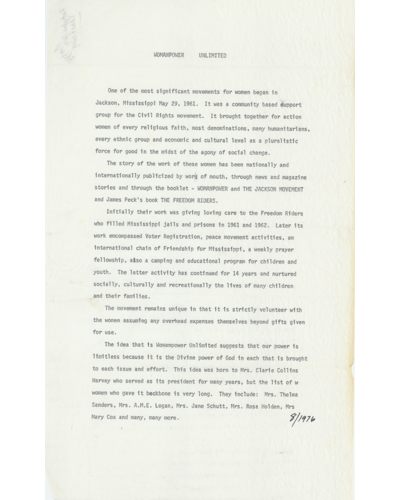 WOMANPOWER UNLIMITED
One of the most significant movements for women began in
Jackson, Mississippi May 29, 1961. It was a community based support
group for the Civil Rights movement. It brought together for action
women of every religious faith, most denominations, many humanitarians,
every ethnic group and economic and cultural level as a pluralistic
force for good in the midst of the agony of social change.
The story of the work of these women has been nationally and
internationally publicized by word of mouth, through news and magazine
stories and through the booklet - WOMANPOWER and THE JACKSON MOVEMENT
and James Peck's book THE FREEDOM RIDERS.
Initially their work was giving loving care to the Freedom Riders
who filled Mississippi jails and prisons in 1961 and 1962. Later its
work encompassed Voter Registration, peace movement activities, an
international chain of Friendship for Mississippi, a weekly prayer
fellowship, also a camping and educational program for children and
youth. The latter activity has continued for 14 years and nurtured
socially, culturally and recreationally the lives of many children
and their families.
The movement remains unique in that it is strictly volunteer with
the women assuming any overhead expenses themselves beyond gifts given
for use.
The idea that is Womanpower Unlimited suggests that our power is
limitless because it is the Divine power of God in each that is brought
to each issue and effort. This idea was born to Mrs. Clarie Collins
Harvey who served as its president for many years, but the list of w
women who gave it backbone is very long. They include: Mrs. Thelma
Sanders, Mrs. A.M.E. Logan, Mrs. Jane Schutt, Mrs. Rose Holden, Mrs
Mary Cox and many, many more.
8/1976